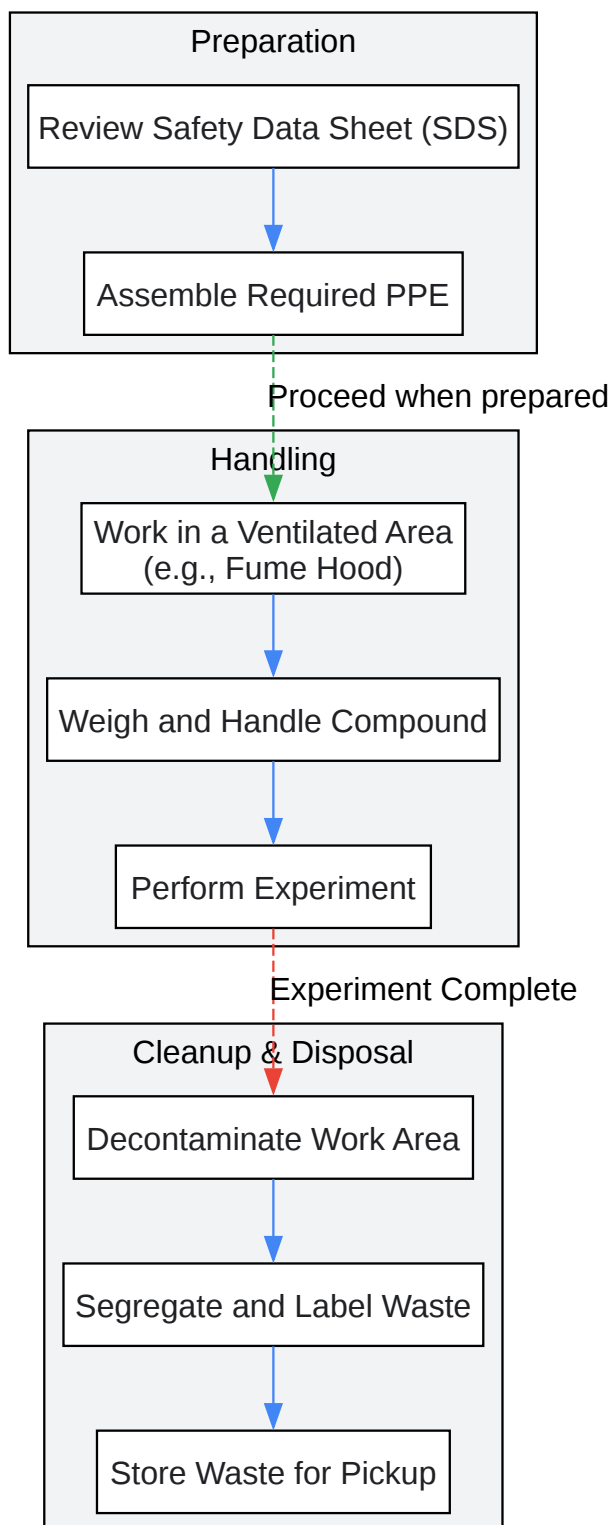 Preparation
Review Safety Data Sheet (SDS)
Assemble Required PPE
Proceed when prepared
Handling
Work in a Ventilated Area
(e.g., Fume Hood)
Weigh and Handle Compound
Perform Experiment
Experiment Complete
Cleanup & Disposal
Decontaminate Work Area
Segregate and Label Waste
Store Waste for Pickup